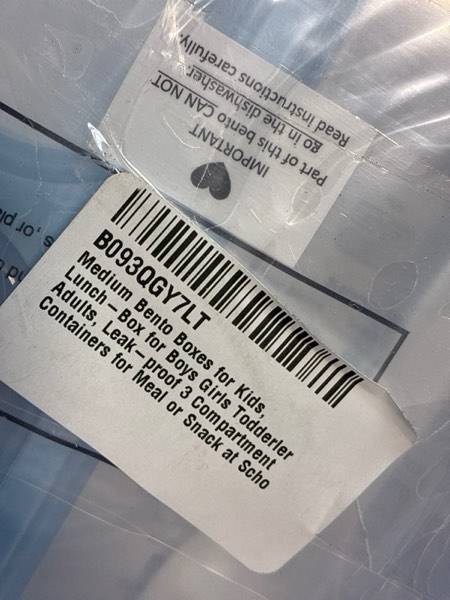 IMPORTANT
Part of this bento CAN NOT
go in the dishwasher.
Read instructions carefully.
B093QGY7LT
Medium Bento Boxes for Kids,
Lunch-Box for Boys Girls Todderler
Adults, Leak-proof 3 Compartment
Containers for Meal or Snack at Scho